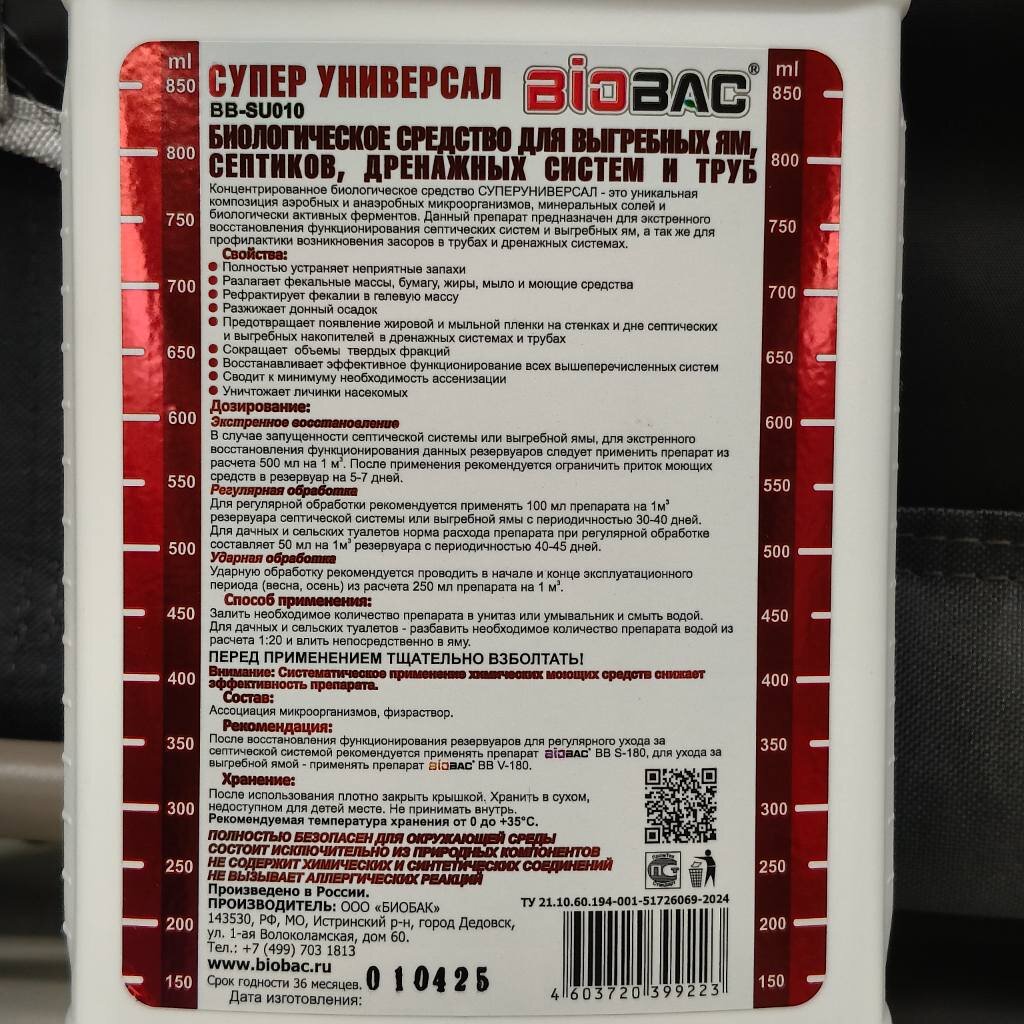 ml
850
800
750
700
650
600
550
500
450
400
350
300
250
200
150
СУПЕР УНИВЕРСАЛ
BiOBAC®
BB-SU010
БИОЛОГИЧЕСКОЕ СРЕДСТВО ДЛЯ ВЫГРЕБНЫХ ЯМ,
СЕПТИКОВ, ДРЕНАЖНЫХ СИСТЕМ И ТРУБ
Концентрированное биологическое средство СУПЕРУНИВЕРСАЛ - это уникальная
композиция аэробных и анаэробных микроорганизмов, минеральных солей и
биологически активных ферментов. Данный препарат предназначен для экстренного
восстановления функционирования септических систем и выгребных ям, а так же для
профилактики возникновения засоров в трубах и дренажных системах.
Свойства:
Полностью устраняет неприятные запахи
Разлагает фекальные массы, бумагу, жиры, мыло и моющие средства
Рефрактирует фекалии в гелевую массу
Разжижает донный осадок
Предотвращает появление жировой и мыльной пленки на стенках и дне септических
и выгребных накопителей в дренажных системах и трубах
Сокращает объемы твердых фракций
Восстанавливает эффективное функционирование всех вышеперечисленных систем
Сводит к минимуму необходимость ассенизации
Уничтожает личинки насекомых
Дозирование:
Экстренное восстановление
В случае запущенности септической системы или выгребной ямы, для экстренного
восстановления функционирования данных резервуаров следует применить препарат из
расчета 500 мл на 1 м³. После применения рекомендуется ограничить приток моющих
средств в резервуар на 5-7 дней.
Регулярная обработка
Для регулярной обработки рекомендуется применять 100 мл препарата на 1м³
резервуара септической системы или выгребной ямы с периодичностью 30-40 дней.
Для дачных и сельских туалетов норма расхода препарата при регулярной обработке
составляет 50 мл на 1м³ резервуара с периодичностью 40-45 дней.
Ударная обработка
Ударную обработку рекомендуется проводить в начале и конце эксплуатационного
периода (весна, осень) из расчета 250 мл препарата на 1 м³.
Способ применения:
Залить необходимое количество препарата в унитаз или умывальник и смыть водой.
Для дачных и сельских туалетов - разбавить необходимое количество препарата водой из
расчета 1:20 и влить непосредственно в яму.
ПЕРЕД ПРИМЕНЕНИЕМ ТЩАТЕЛЬНО ВЗБОЛТАТЬ!
Внимание: Систематическое применение химических моющих средств снижает
эффективность препарата.
Состав:
Ассоциация микроорганизмов, физраствор.
Рекомендация:
После восстановления функционирования резервуаров для регулярного ухода за
септической системой рекомендуется применять препарат BiOBAC® BB S-180, для ухода за
выгребной ямой - применять препарат BiOBAC® BB V-180.
Хранение:
После использования плотно закрыть крышкой. Хранить в сухом,
недоступном для детей месте. Не принимать внутрь.
Рекомендуемая температура хранения от 0 до +35°С.
ПОЛНОСТЬЮ БЕЗОПАСЕН ДЛЯ ОКРУЖАЮЩЕЙ СРЕДЫ
СОСТОИТ ИСКЛЮЧИТЕЛЬНО ИЗ ПРИРОДНЫХ КОМПОНЕНТОВ
НЕ СОДЕРЖИТ ХИМИЧЕСКИХ И СИНТЕТИЧЕСКИХ СОЕДИНЕНИЙ
НЕ ВЫЗЫВАЕТ АЛЛЕРГИЧЕСКИХ РЕАКЦИЙ
Произведено в России.
ПРОИЗВОДИТЕЛЬ: ООО «БИОБАК»
143530, РФ, МО, Истринский р-н, город Дедовск,
ул. 1-ая Волоколамская, дом 60.
Тел.: +7 (499) 703 1813
www.biobac.ru
Срок годности 36 месяцев. 010425
Дата изготовления:
ТУ 21.10.60.194-001-51726069-2024
4 603720 399223
ml
850
800
750
700
650
600
550
500
450
400
350
300
250
200
150